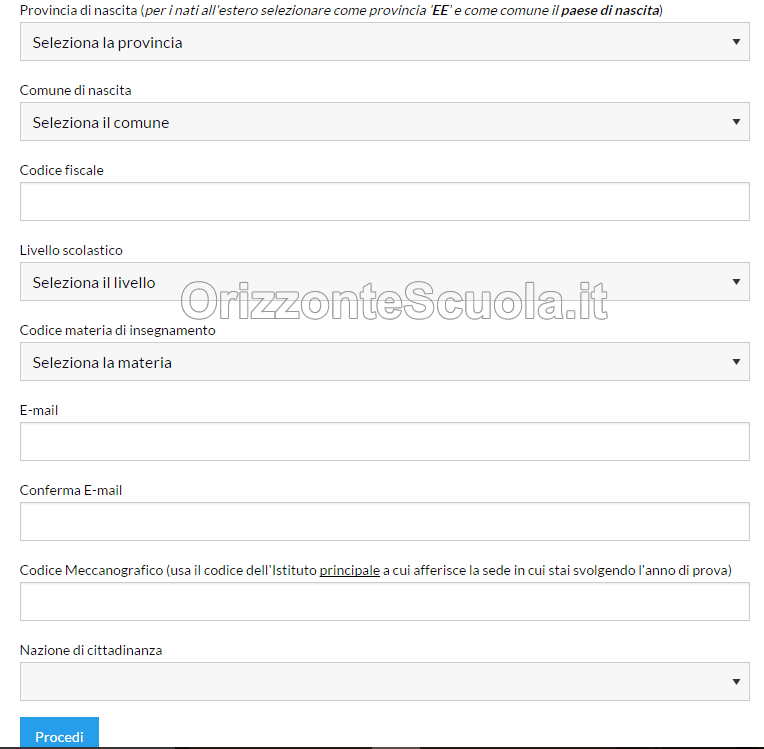 Provincia di nascita (per i nati all'estero selezionare come provincia 'EE' e come comune il paese di nascita)
Seleziona la provincia
Comune di nascita
Seleziona il comune
Codice fiscale
Livello scolastico
Seleziona il livello
OrizzonteScuola.it
Codice materia di insegnamento
Seleziona la materia
E-mail
Conferma E-mail
Codice Meccanografico (usa il codice dell'Istituto principale a cui afferisce la sede in cui stai svolgendo l'anno di prova)
Nazione di cittadinanza
Procedi